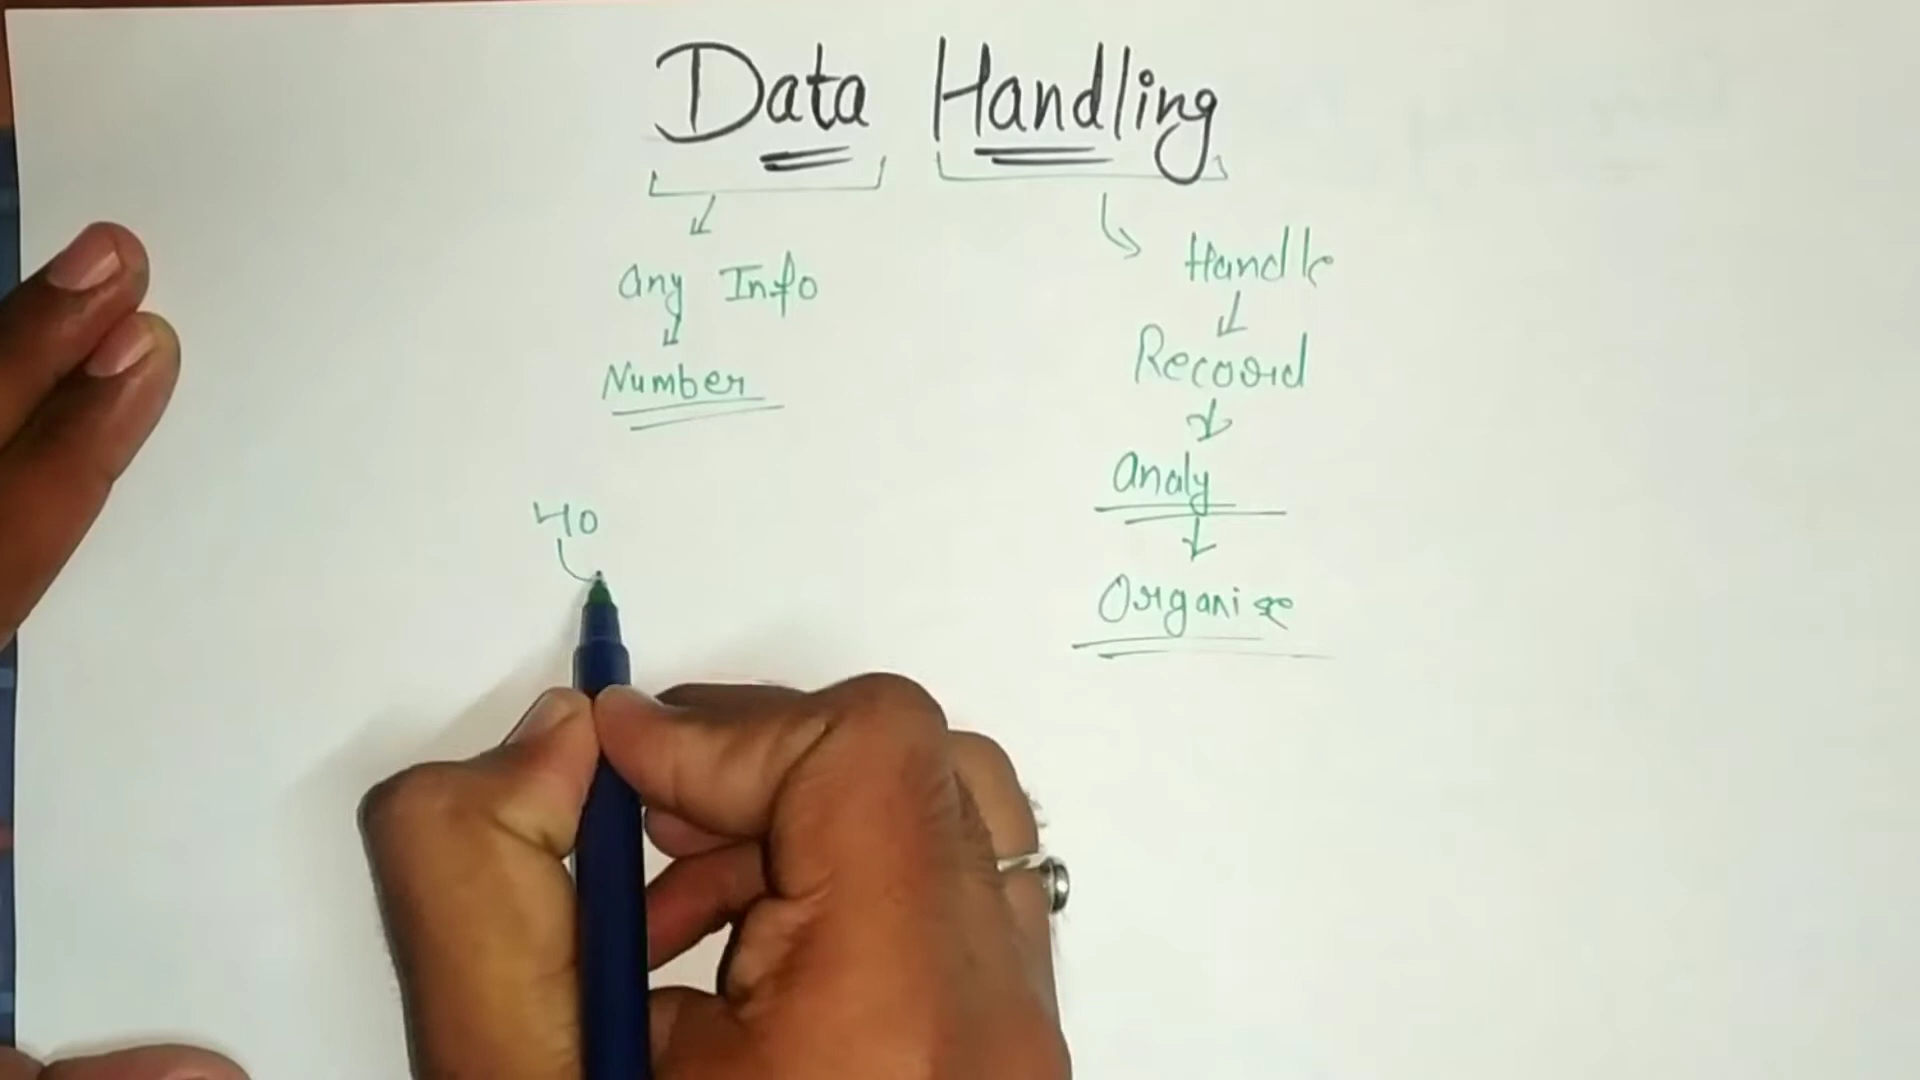 Data Handling
any Info
Number
40
Handle
Record
Analy
Organise